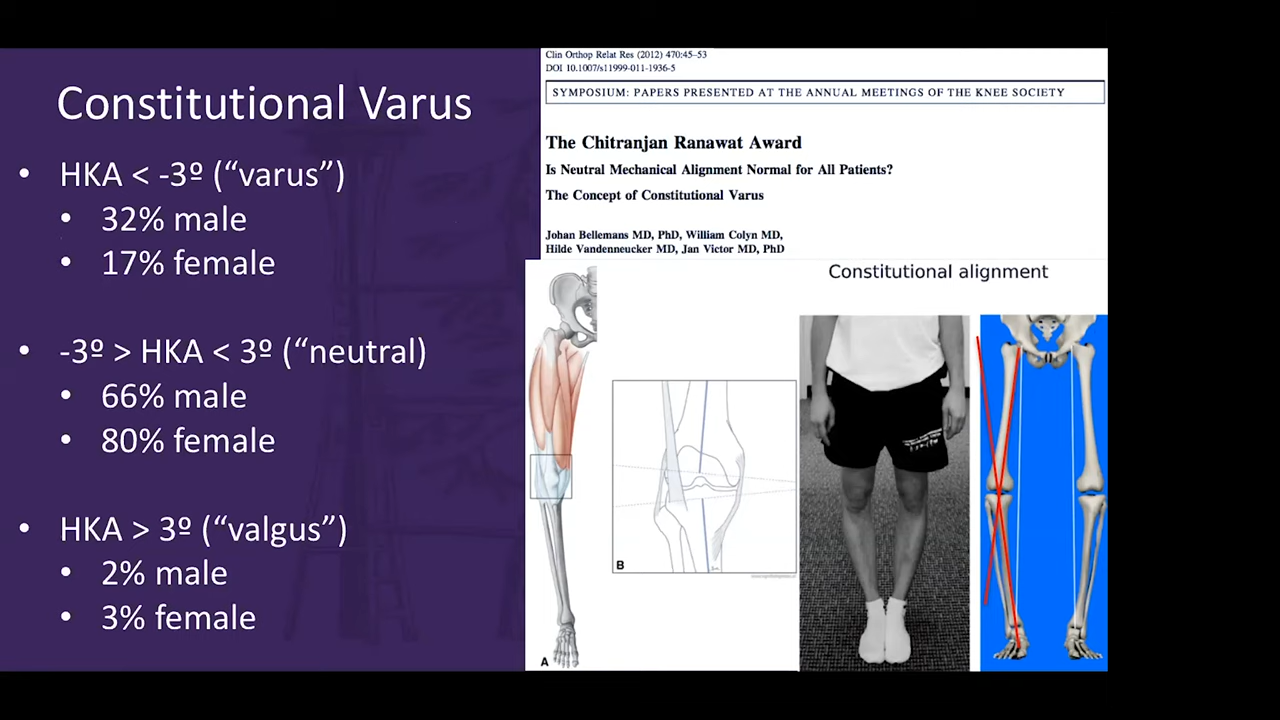 Constitutional Varus
• HKA < -3º (“varus”)
• 32% male
• 17% female
• -3º > HKA < 3º (“neutral)
• 66% male
• 80% female
• HKA > 3º (“valgus”)
• 2% male
• 3% female
Clin Orthop Relat Res (2012) 470:45–53
DOI 10.1007/s11999-011-1936-5
SYMPOSIUM: PAPERS PRESENTED AT THE ANNUAL MEETINGS OF THE KNEE SOCIETY
The Chitranjan Ranawat Award
Is Neutral Mechanical Alignment Normal for All Patients?
The Concept of Constitutional Varus
Johan Bellemans MD, PhD, William Colyn MD,
Hilde Vandenneucker MD, Jan Victor MD, PhD
Constitutional alignment
B
A